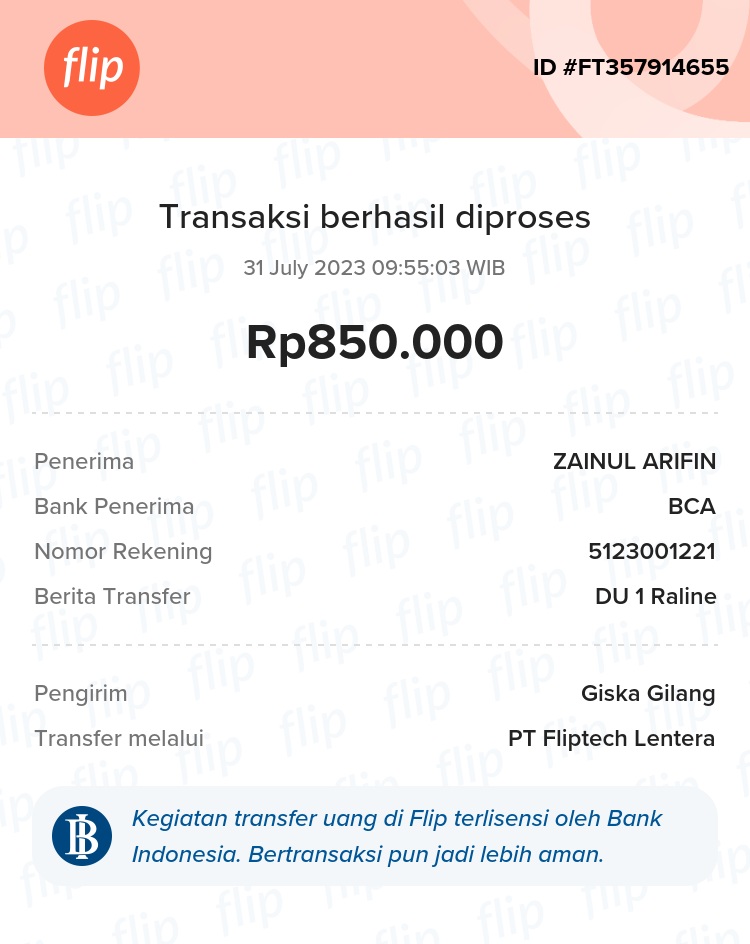 flip
ID #FT357914655
Transaksi berhasil diproses
31 July 2023 09:55:03 WIB
Rp850.000
Penerima ZAINUL ARIFIN
Bank Penerima BCA
Nomor Rekening 5123001221
Berita Transfer DU 1 Raline
Pengirim Giska Gilang
Transfer melalui PT Fliptech Lentera
Kegiatan transfer uang di Flip terlisensi oleh Bank
Indonesia. Bertransaksi pun jadi lebih aman.